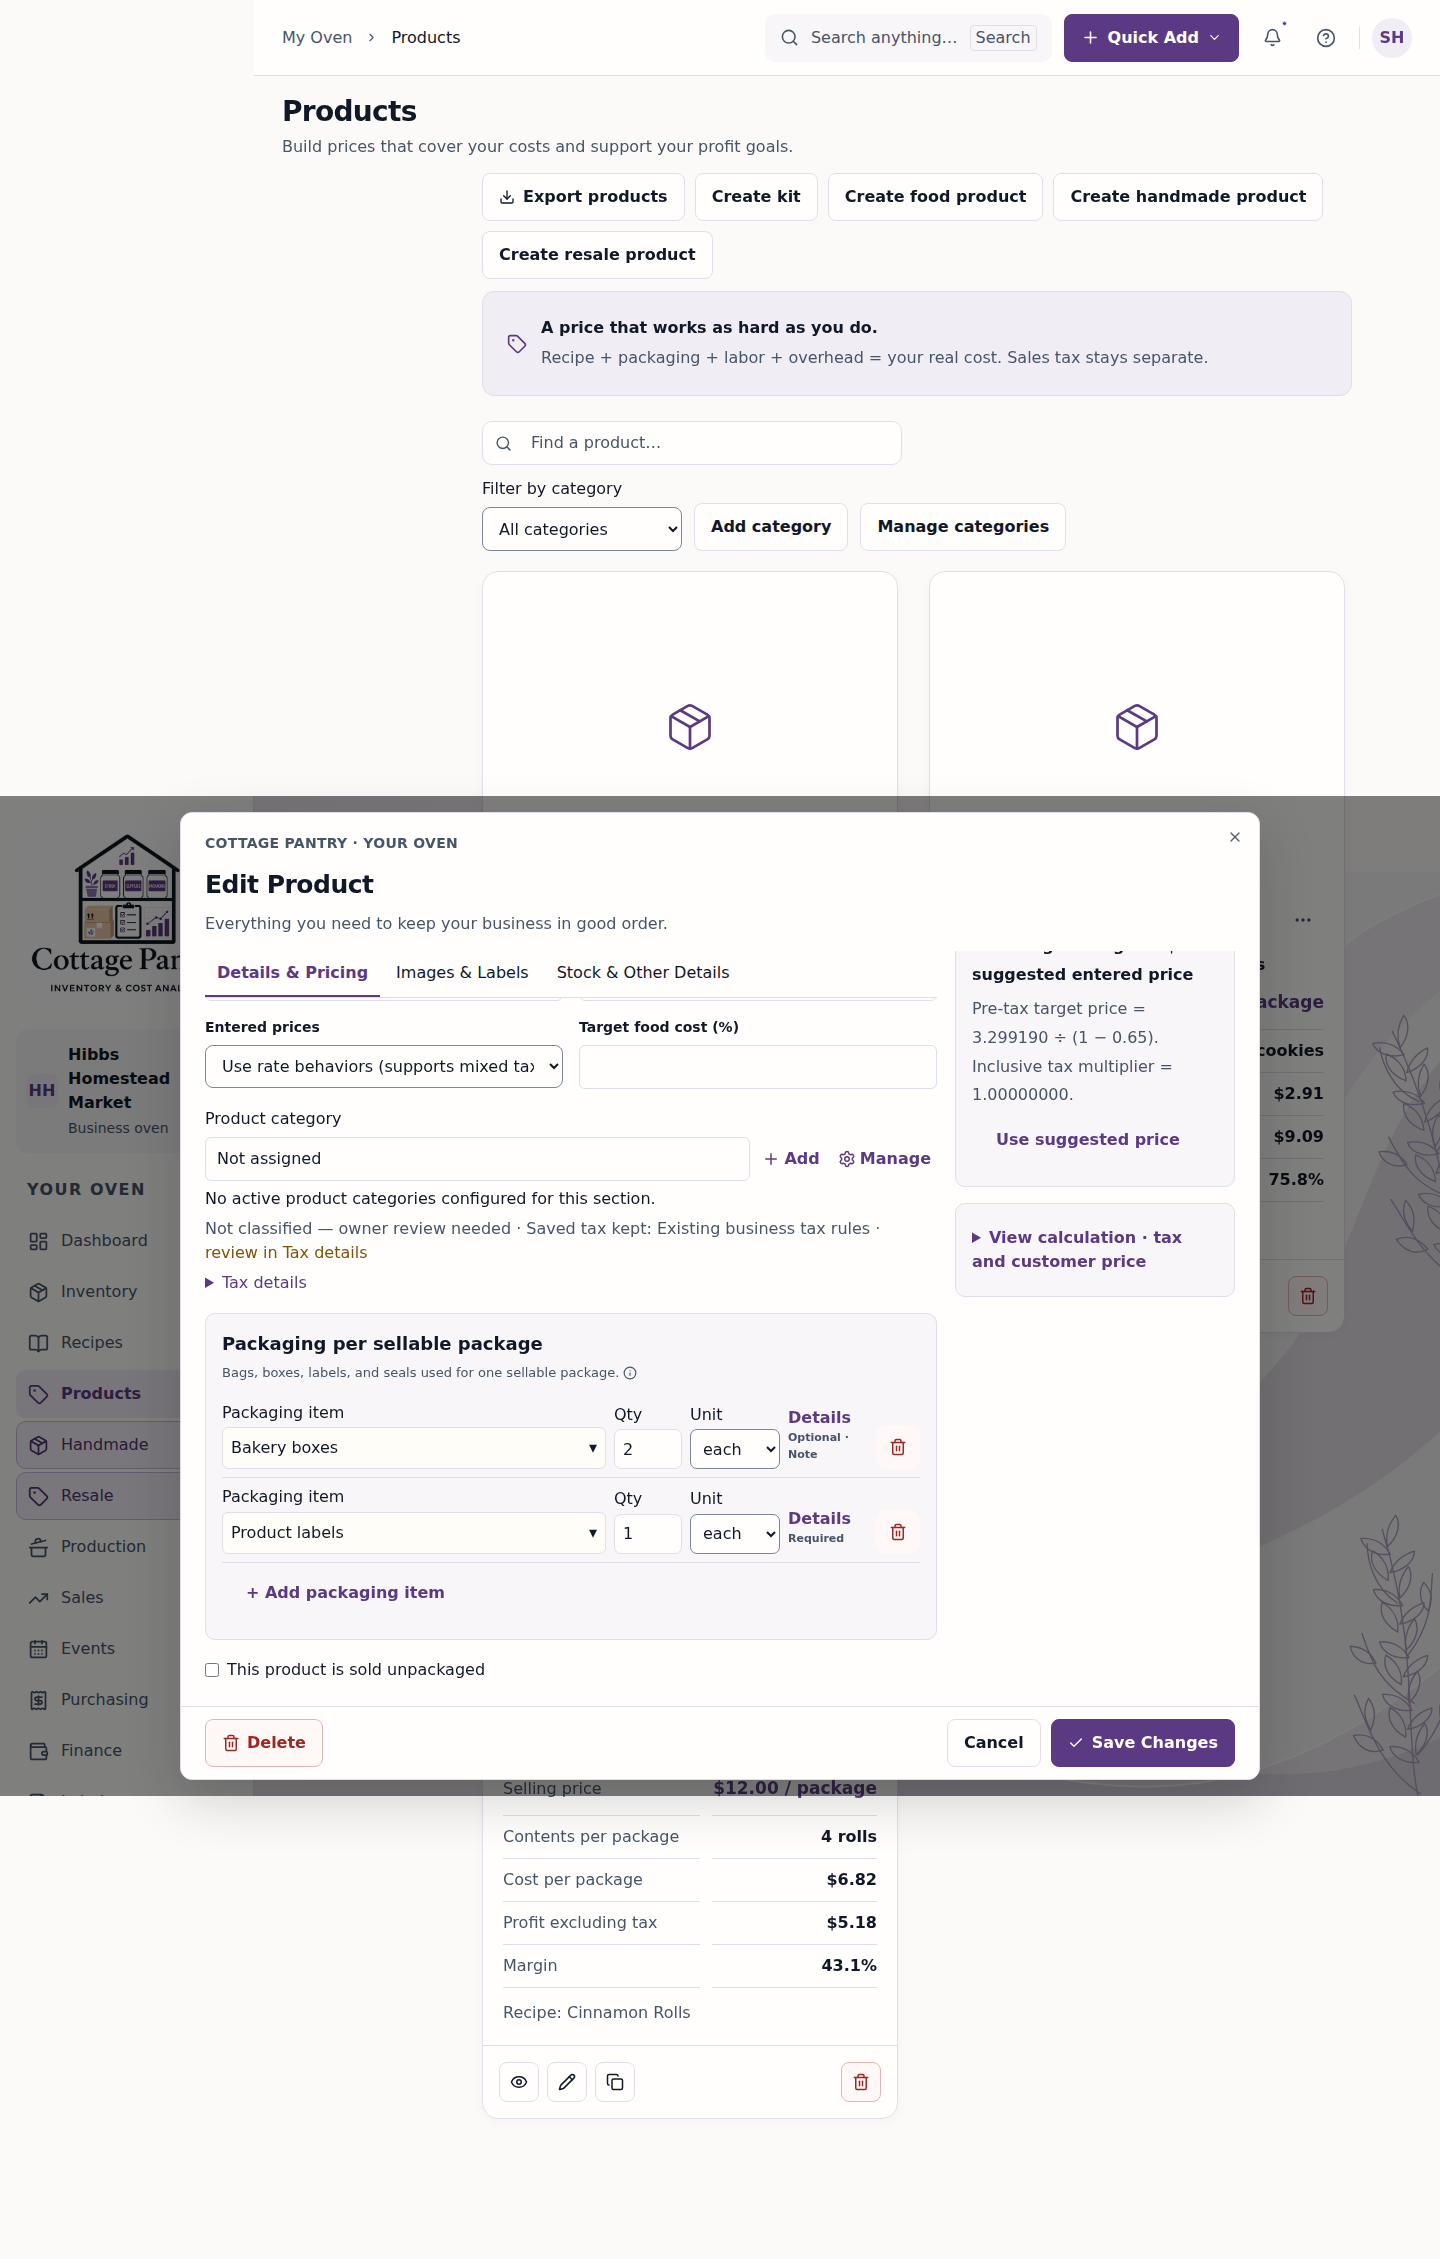 My Oven › Products
Search anything... Search
+ Quick Add
SH
Products
Build prices that cover your costs and support your profit goals.
Export products
Create kit
Create food product
Create handmade product
Create resale product
A price that works as hard as you do.
Recipe + packaging + labor + overhead = your real cost. Sales tax stays separate.
Find a product...
Filter by category
All categories
Add category
Manage categories
Cottage Pan
INVENTORY & COST ANAL
HH
Hibbs
Homestead
Market
Business oven
YOUR OVEN
Dashboard
Inventory
Recipes
Products
Handmade
Resale
Production
Sales
Events
Purchasing
Finance
COTTAGE PANTRY · YOUR OVEN
Edit Product
Everything you need to keep your business in good order.
Details & Pricing
Images & Labels
Stock & Other Details
Entered prices
Use rate behaviors (supports mixed tax
Target food cost (%)
Product category
Not assigned
+ Add
Manage
No active product categories configured for this section.
Not classified — owner review needed · Saved tax kept: Existing business tax rules ·
review in Tax details
Tax details
Packaging per sellable package
Bags, boxes, labels, and seals used for one sellable package.
Packaging item
Qty
Unit
Details
Bakery boxes
2
each
Optional ·
Note
Packaging item
Qty
Unit
Details
Product labels
1
each
Required
+ Add packaging item
This product is sold unpackaged
suggested entered price
Pre-tax target price =
3.299190 ÷ (1 − 0.65).
Inclusive tax multiplier =
1.00000000.
Use suggested price
View calculation · tax
and customer price
Delete
Cancel
Save Changes
s
ackage
cookies
$2.91
$9.09
75.8%
Selling price $12.00 / package
Contents per package 4 rolls
Cost per package $6.82
Profit excluding tax $5.18
Margin 43.1%
Recipe: Cinnamon Rolls